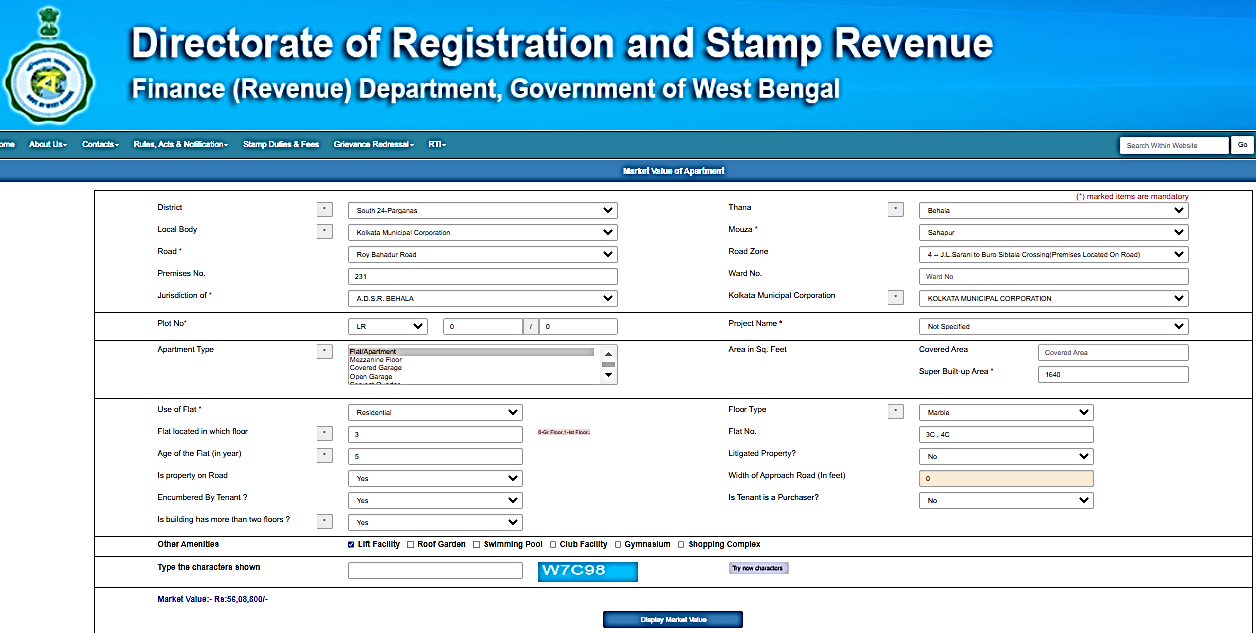 Directorate of Registration and Stamp Revenue
Finance (Revenue) Department, Government of West Bengal
ome About Us Contacts Rules, Acts & Notification Stamp Duties & Fees Grievance Redressal RTI Search Within Website Go
Market Value of Apartment
(*) marked items are mandatory
District * South 24-Parganas Thana * Behala
Local Body * Kolkata Municipal Corporation Mouza * Sahapur
Road * Roy Bahadur Road Road Zone 4 -- J.L.Sarani to Buro Sibtala Crossing(Premises Located On Road)
Premises No. 231 Ward No. Ward No
Jurisdiction of * A.D.S.R. BEHALA Kolkata Municipal Corporation * KOLKATA MUNICIPAL CORPORATION
Plot No* LR 0 / 0 Project Name * Not Specified
Apartment Type * Flat/Apartment Area in Sq. Feet Covered Area Covered Area
Mezzanine Floor
Covered Garage Super Built-up Area * 1640
Open Garage
Use of Flat * Residential Floor Type * Marble
Flat located in which floor * 3 0-Gr Floor,1-Ist Floor.. Flat No. 3C , 4C
Age of the Flat (in year) * 5 Litigated Property? No
Is property on Road Yes Width of Approach Road (In feet) 0
Encumbered By Tenant ? Yes Is Tenant is a Purchaser? No
Is building has more than two floors ? * Yes
Other Amenities Lift Facility Roof Garden Swimming Pool Club Facility Gymnasium Shopping Complex
Type the characters shown W7C98 Try new characters
Market Value:- Rs:56,08,800/-
Display Market Value